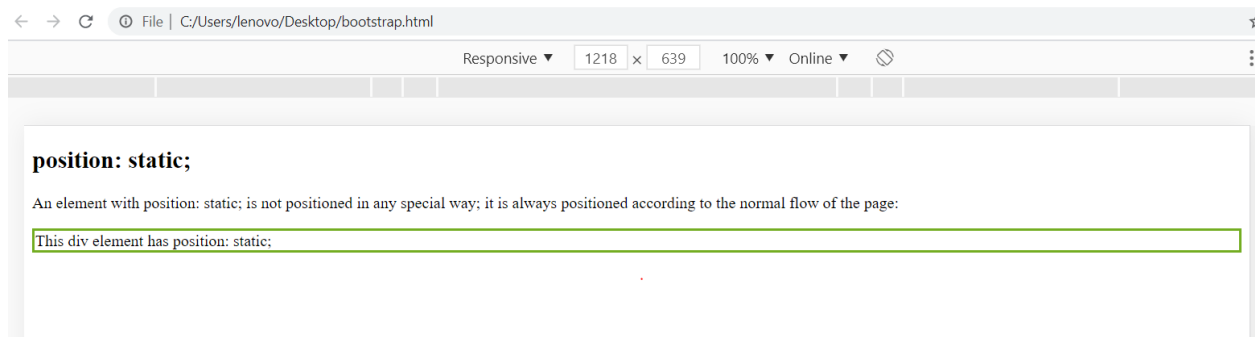 File | C:/Users/lenovo/Desktop/bootstrap.html
Responsive ▼ 1218 × 639 100% ▼ Online ▼
position: static;
An element with position: static; is not positioned in any special way; it is always positioned according to the normal flow of the page:
This div element has position: static;